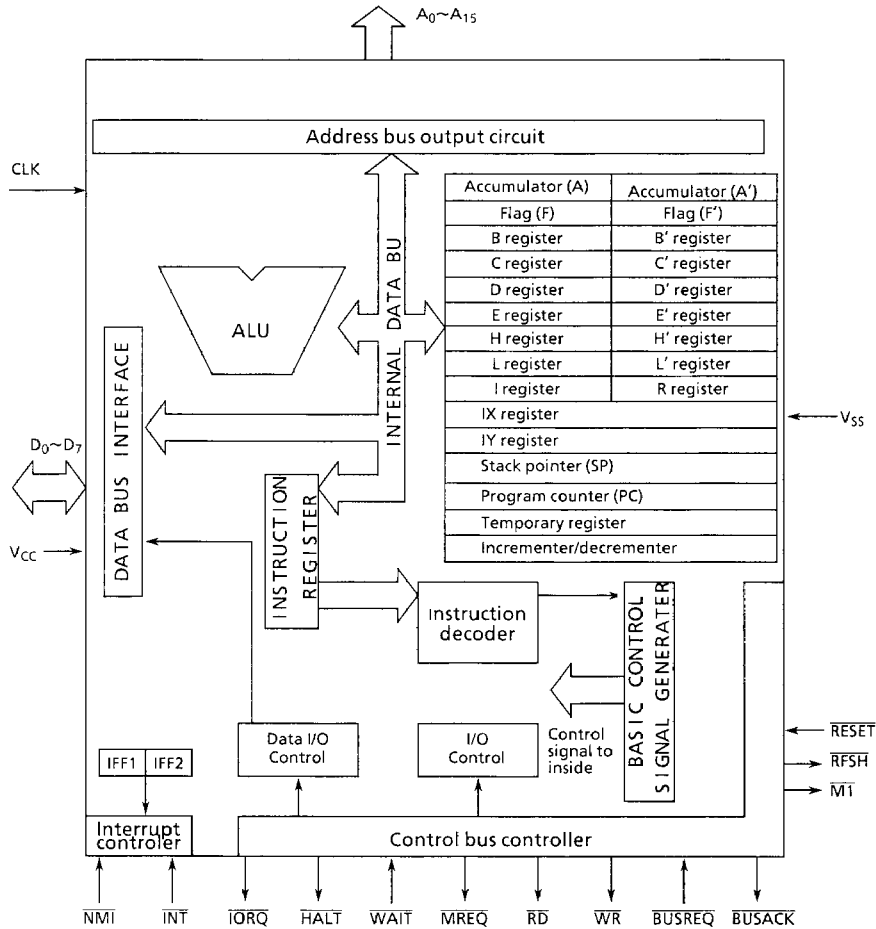 A₀~A₁₅
Address bus output circuit
CLK
Accumulator (A)
Accumulator (A')
Flag (F)
Flag (F')
B register
B' register
C register
C' register
D register
D' register
E register
E' register
H register
H' register
L register
L' register
I register
R register
IX register
IY register
Stack pointer (SP)
Program counter (PC)
Temporary register
Incrementer/decrementer
ALU
INTERNAL DATA BU
DATA BUS INTERFACE
D₀~D₇
V_CC
V_SS
INSTRUCTION
REGISTER
Instruction
decoder
BASIC CONTROL
SIGNAL GENERATER
Control
signal to
inside
Data I/O
Control
I/O
Control
IFF1
IFF2
Interrupt
controler
Control bus controller
RESET
RFSH
M1
NMI
INT
IORQ
HALT
WAIT
MREQ
RD
WR
BUSREQ
BUSACK